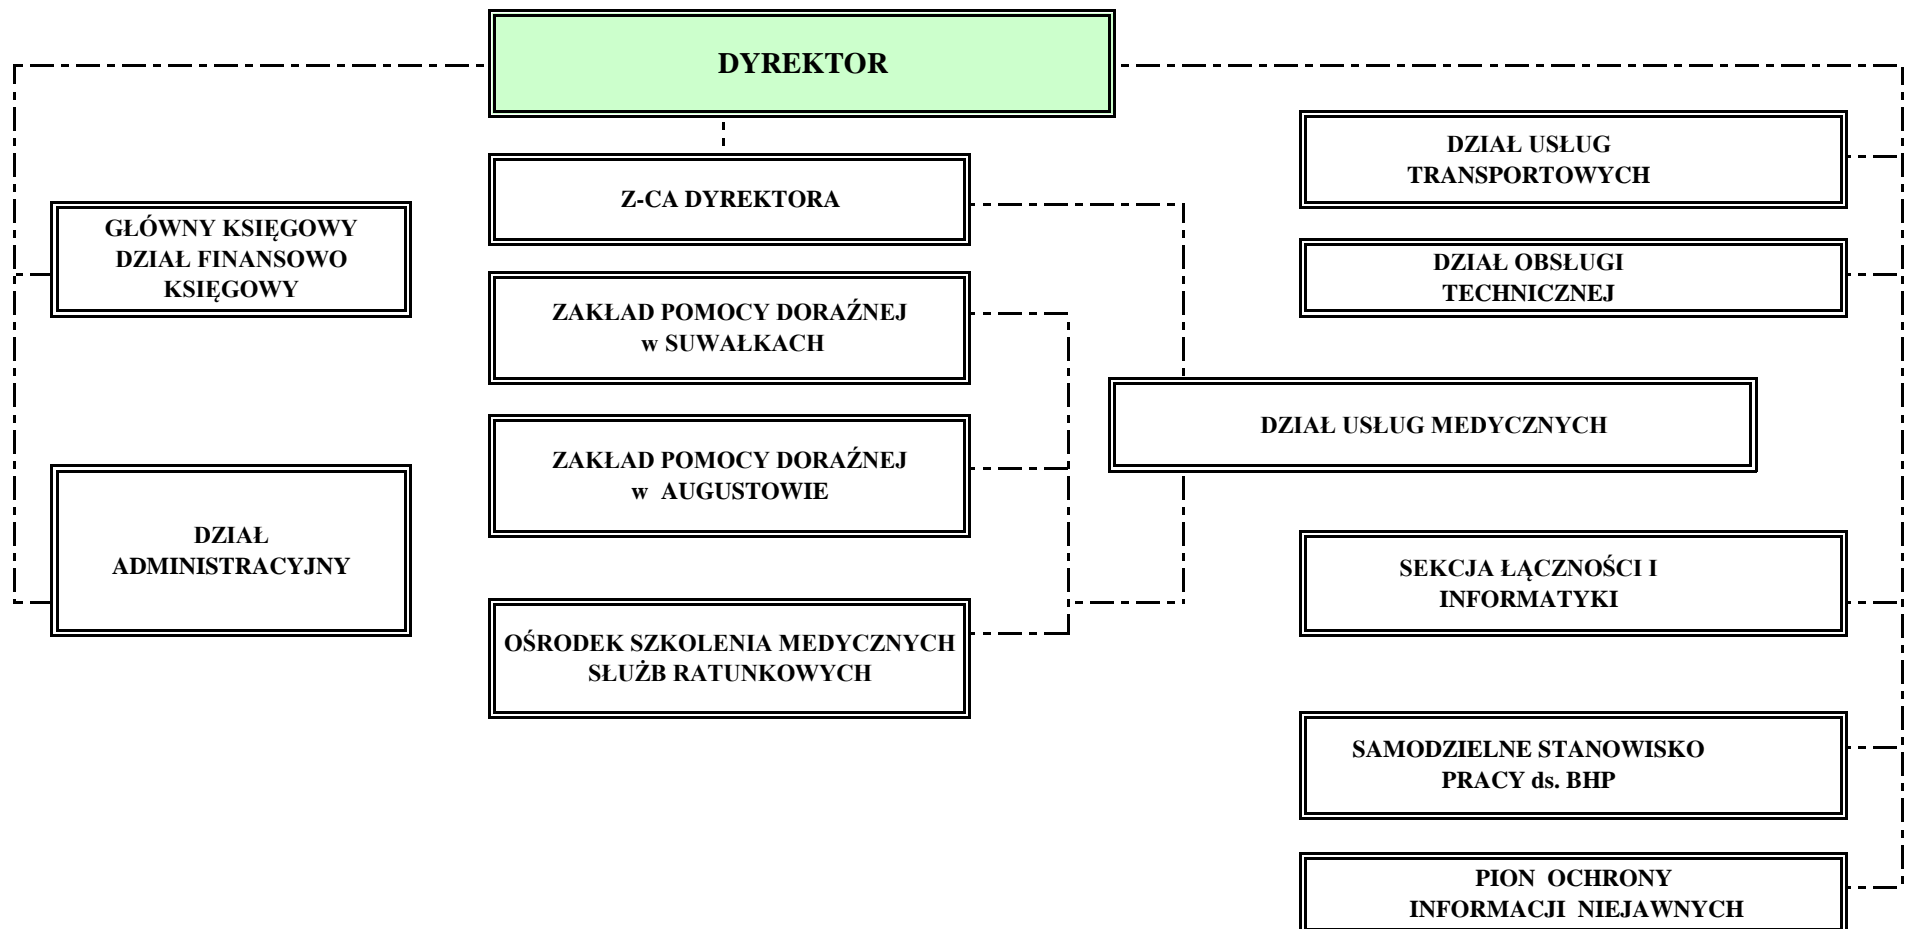 DYREKTOR
Z-CA DYREKTORA
GŁÓWNY KSIĘGOWY
DZIAŁ FINANSOWO
KSIĘGOWY
DZIAŁ
ADMINISTRACYJNY
ZAKŁAD POMOCY DORAŹNEJ
w SUWAŁKACH
ZAKŁAD POMOCY DORAŹNEJ
w AUGUSTOWIE
OŚRODEK SZKOLENIA MEDYCZNYCH
SŁUŻB RATUNKOWYCH
DZIAŁ USŁUG MEDYCZNYCH
DZIAŁ USŁUG
TRANSPORTOWYCH
DZIAŁ OBSŁUGI
TECHNICZNEJ
SEKCJA ŁĄCZNOŚCI I
INFORMATYKI
SAMODZIELNE STANOWISKO
PRACY ds. BHP
PION OCHRONY
INFORMACJI NIEJAWNYCH